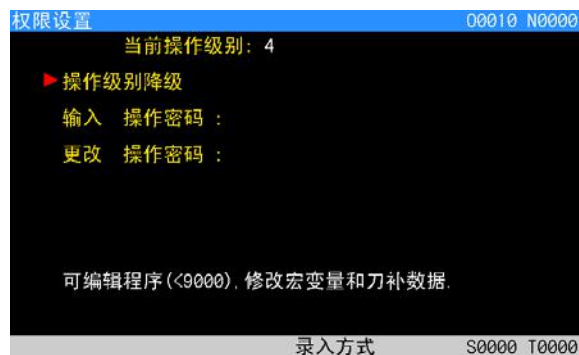 权限设置 O0010 N0000
当前操作级别: 4
操作级别降级
输入 操作密码 :
更改 操作密码 :
可编辑程序(<9000), 修改宏变量和刀补数据.
录入方式 S0000 T0000